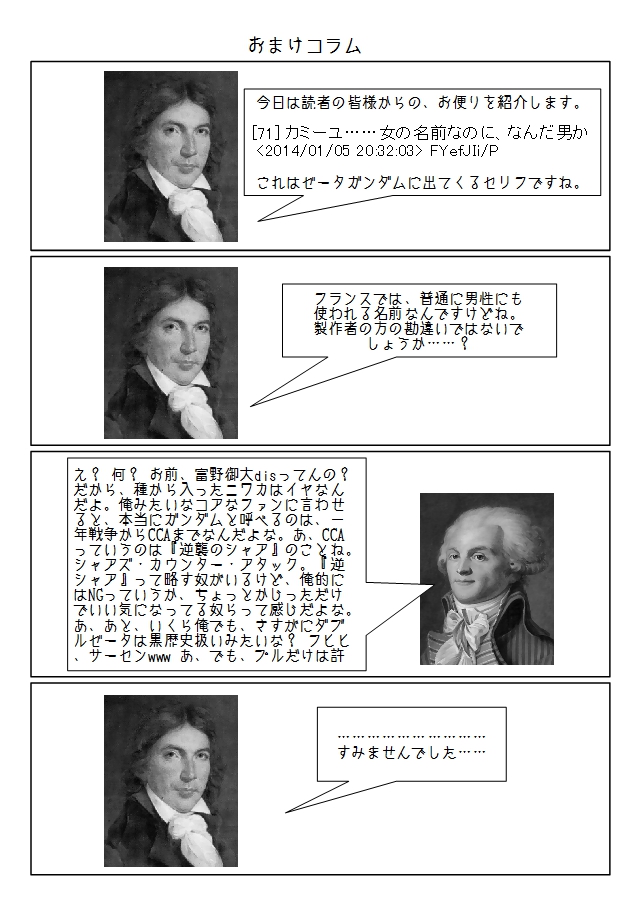 おまけコラム
今日は読者の皆様からの、お便りを紹介します。
[71] カミーユ……女の名前なのに、なんだ男か
<2014/01/05 20:32:03> FYefJIi/P
これはゼータガンダムに出てくるセリフですね。
フランスでは、普通に男性にも
使われる名前なんですけどね。
製作者の方の勘違いではないで
しょうか……？
え？ 何？ お前、富野御大disってんの？
だから、種から入ったニワカはイヤなん
だよ。俺みたいなコアなファンに言わせ
ると、本当にガンダムと呼べるのは、一
年戦争からCCAまでなんだよな。あ、CCA
っていうのは『逆襲のシャア』のことね。
シャアズ・カウンター・アタック。『逆
シャア』って略す奴がいるけど、俺的に
はNGっていうか、ちょっとかじっただけ
でいい気になってる奴らって感じだよな。
あ、あと、いくら俺でも、さすがにダブ
ルゼータは黒歴史扱いみたいな？ フヒヒ
、サーセンwww あ、でも、プルだけは許
………………………
すみませんでした……